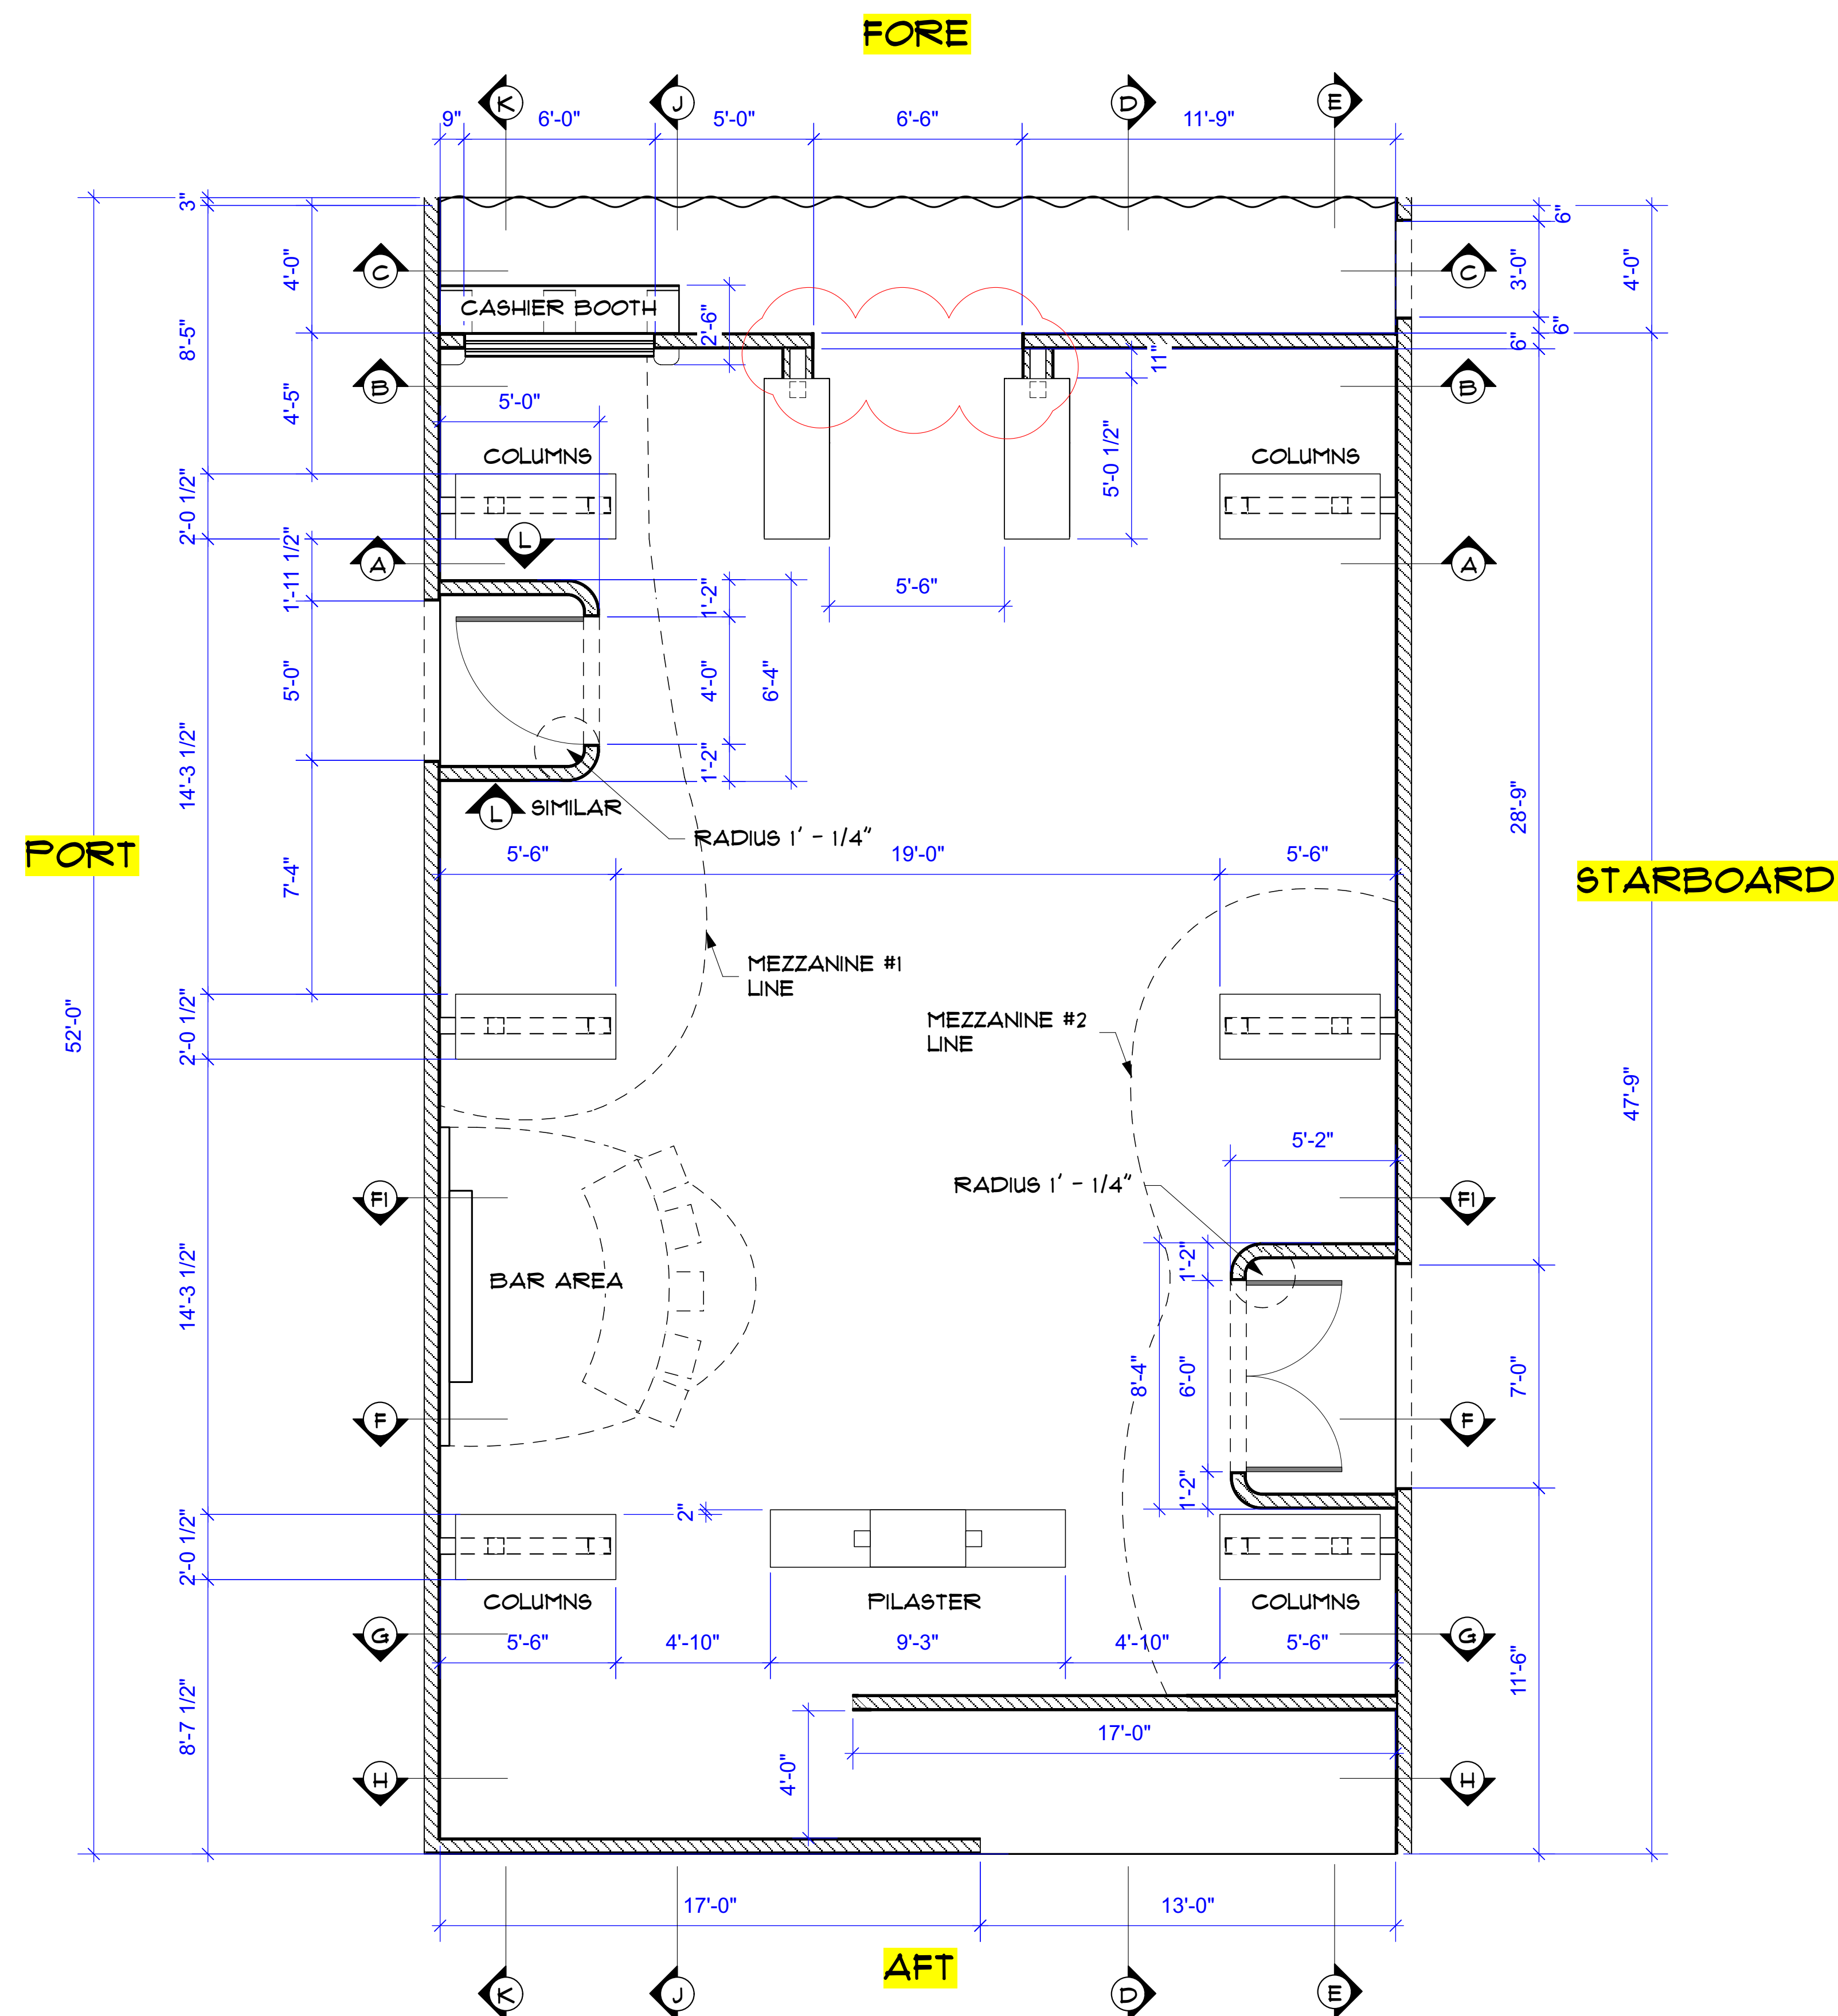 FORE
K
J
D
E
9"
6'-0"
5'-0"
6'-6"
11'-9"
3"
6"
C
4'-0"
3'-0"
4'-0"
C
CASHIER BOOTH
2'-6"
8'-5"
6"
6"
11"
B
4'-5"
5'-0"
B
COLUMNS
COLUMNS
5'-0 1/2"
2'-0 1/2"
L
A
1'-11 1/2"
A
5'-6"
1'-2"
5'-0"
4'-0"
6'-4"
14'-3 1/2"
1'-2"
L
SIMILAR
RADIUS 1' - 1/4"
28'-9"
PORT
7'-4"
5'-6"
19'-0"
5'-6"
STARBOARD
MEZZANINE #1
LINE
MEZZANINE #2
LINE
52'-0"
2'-0 1/2"
47'-9"
5'-2"
RADIUS 1' - 1/4"
F1
F1
1'-2"
BAR AREA
14'-3 1/2"
8'-4"
6'-0"
7'-0"
F
F
1'-2"
2"
2'-0 1/2"
COLUMNS
PILASTER
COLUMNS
G
5'-6"
4'-10"
9'-3"
4'-10"
5'-6"
G
11'-6"
8'-7 1/2"
17'-0"
4'-0"
H
H
17'-0"
13'-0"
AFT
K
J
D
E